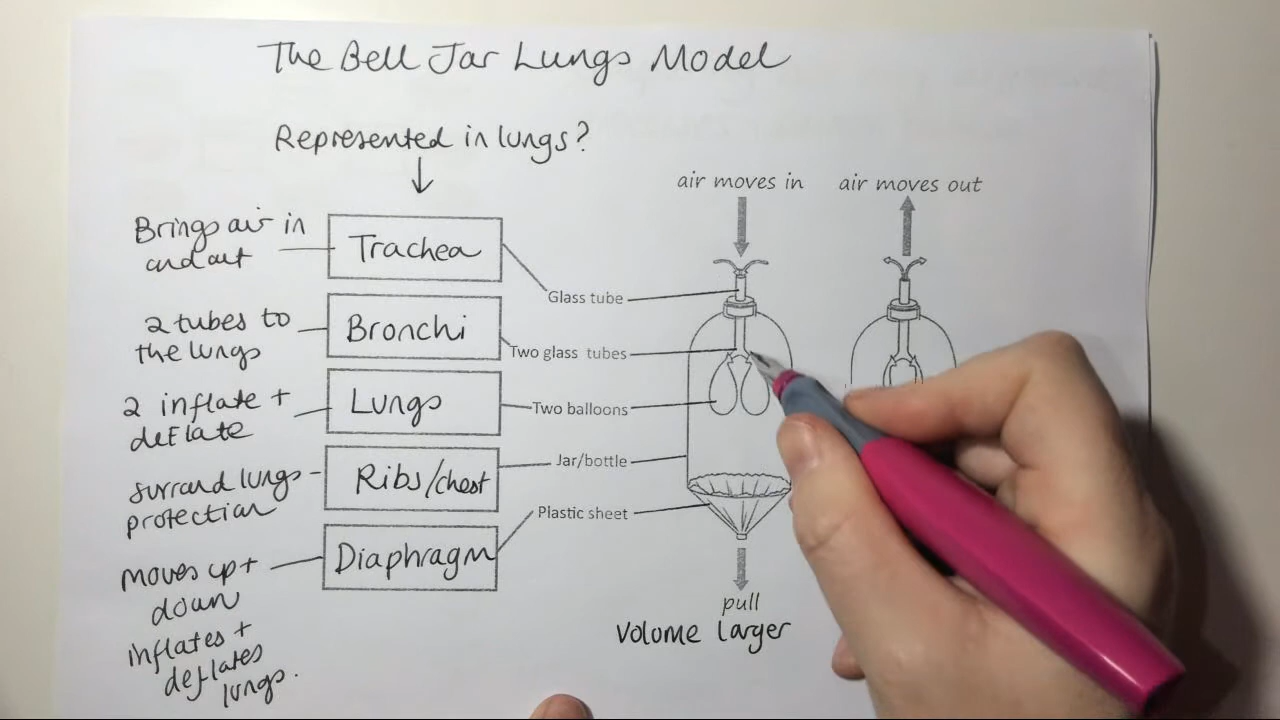 The Bell Jar Lungs Model
Represented in lungs?
air moves in
air moves out
Brings air in
and out
Trachea
Glass tube
2 tubes to
the lungs
Bronchi
Two glass tubes
2 inflate +
deflate
Lungs
Two balloons
surround lungs
protection
Ribs/chest
Jar/bottle
Plastic sheet
Diaphragm
moves up +
down
inflates +
deflates
lungs.
pull
volume larger